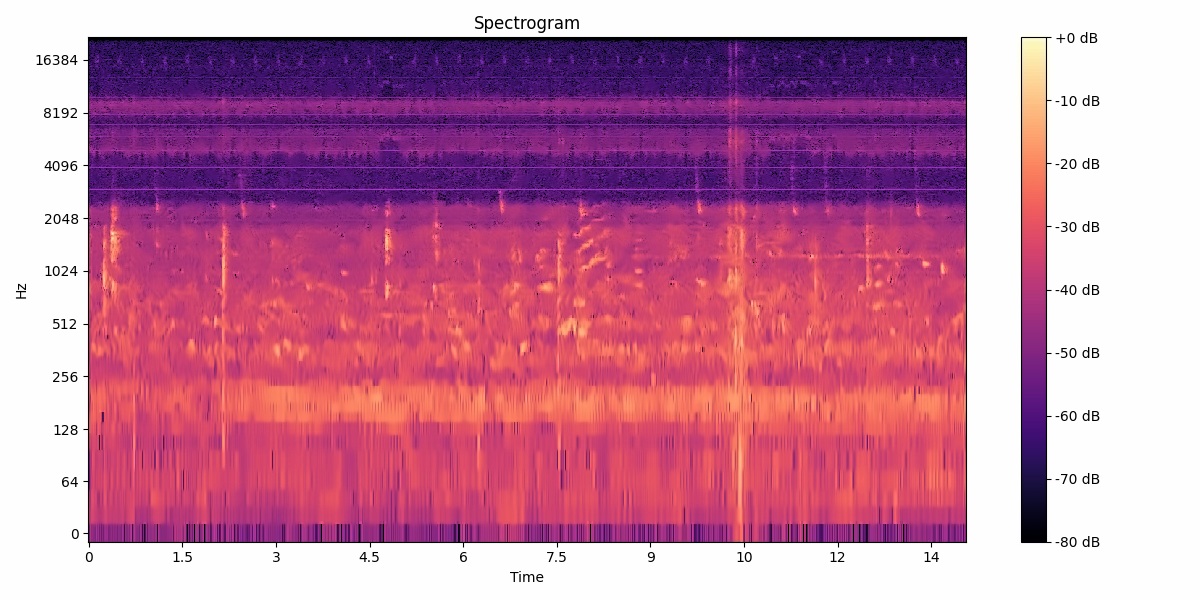 Spectrogram
16384
8192
4096
2048
1024
512
256
128
64
0
Hz
0 1.5 3 4.5 6 7.5 9 10 12 14
Time
+0 dB
-10 dB
-20 dB
-30 dB
-40 dB
-50 dB
-60 dB
-70 dB
-80 dB